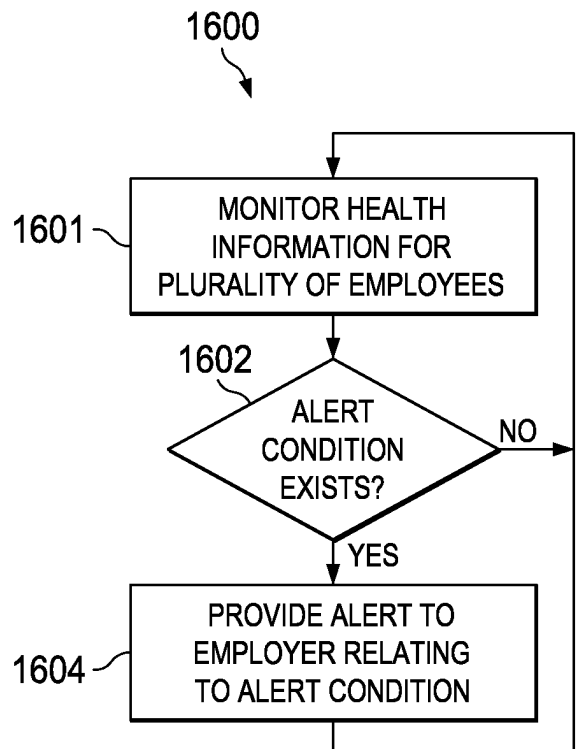 1600
1601
MONITOR HEALTH
INFORMATION FOR
PLURALITY OF EMPLOYEES
1602
ALERT
CONDITION
EXISTS?
NO
YES
1604
PROVIDE ALERT TO
EMPLOYER RELATING
TO ALERT CONDITION